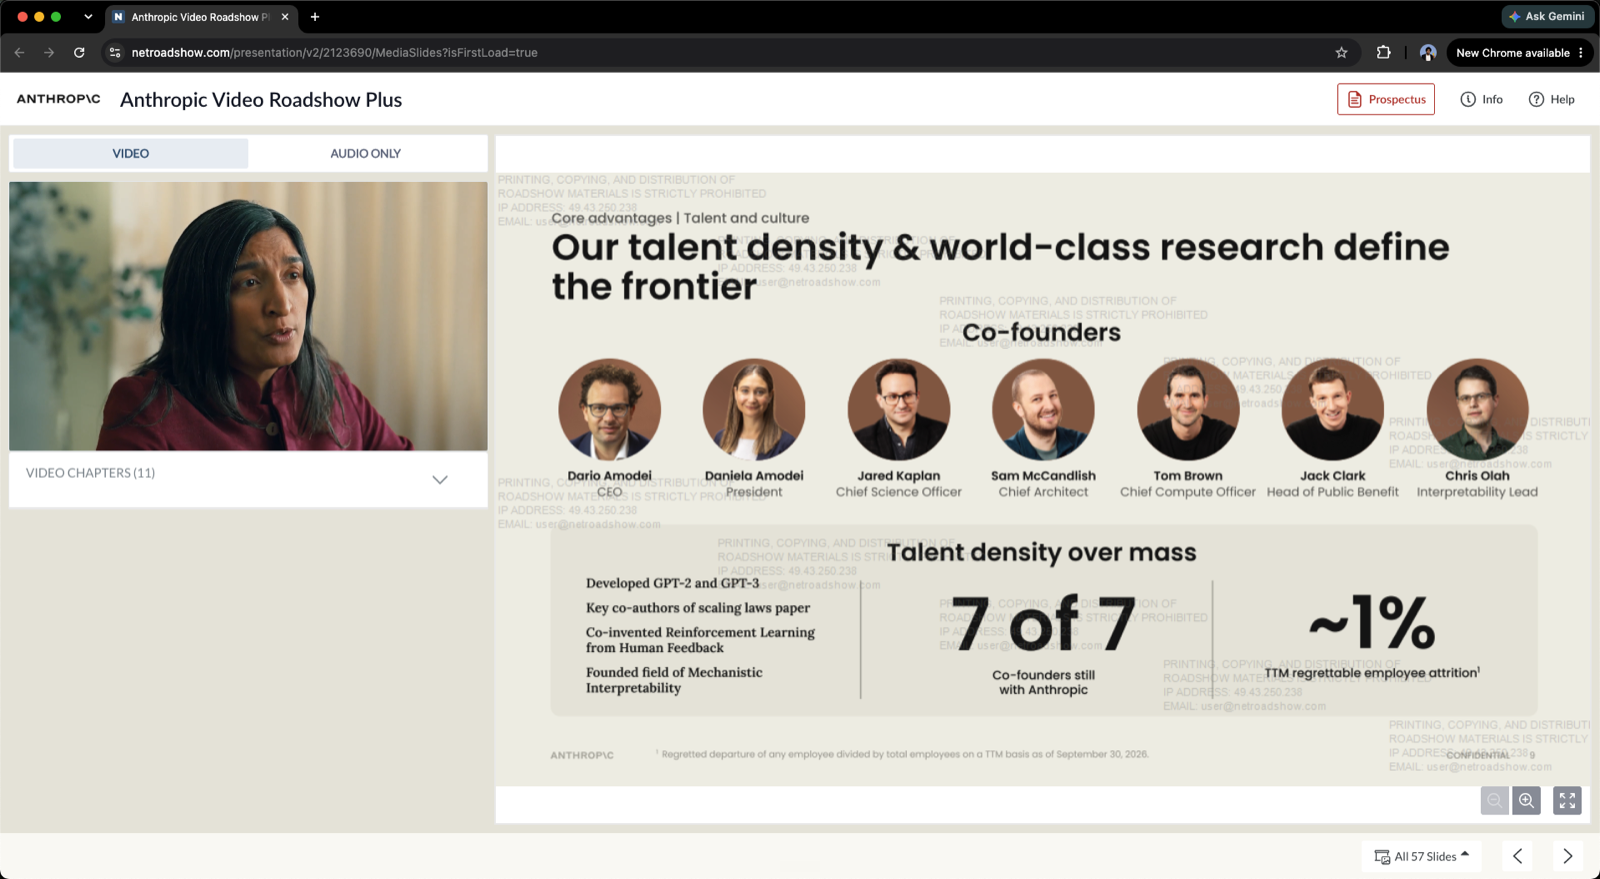 Anthropic Video Roadshow Pl
Ask Gemini
netroadshow.com/presentation/v2/2123690/MediaSlides?isFirstLoad=true
New Chrome available
ANTHROP\C
Anthropic Video Roadshow Plus
Prospectus
Info
Help
VIDEO
AUDIO ONLY
VIDEO CHAPTERS (11)
PRINTING, COPYING, AND DISTRIBUTION OF
ROADSHOW MATERIALS IS STRICTLY PROHIBITED
IP ADDRESS: 49.43.250.238
EMAIL: user@netroadshow.com
Core advantages | Talent and culture
Our talent density & world-class research define
the frontier
Co-founders
Dario Amodei
CEO
Daniela Amodei
President
Jared Kaplan
Chief Science Officer
Sam McCandlish
Chief Architect
Tom Brown
Chief Compute Officer
Jack Clark
Head of Public Benefit
Chris Olah
Interpretability Lead
Talent density over mass
Developed GPT-2 and GPT-3
Key co-authors of scaling laws paper
Co-invented Reinforcement Learning
from Human Feedback
Founded field of Mechanistic
Interpretability
7 of 7
Co-founders still
with Anthropic
~1%
TTM regrettable employee attrition¹
ANTHROP\C
¹ Regretted departure of any employee divided by total employees on a TTM basis as of September 30, 2026.
CONFIDENTIAL
9
All 57 Slides